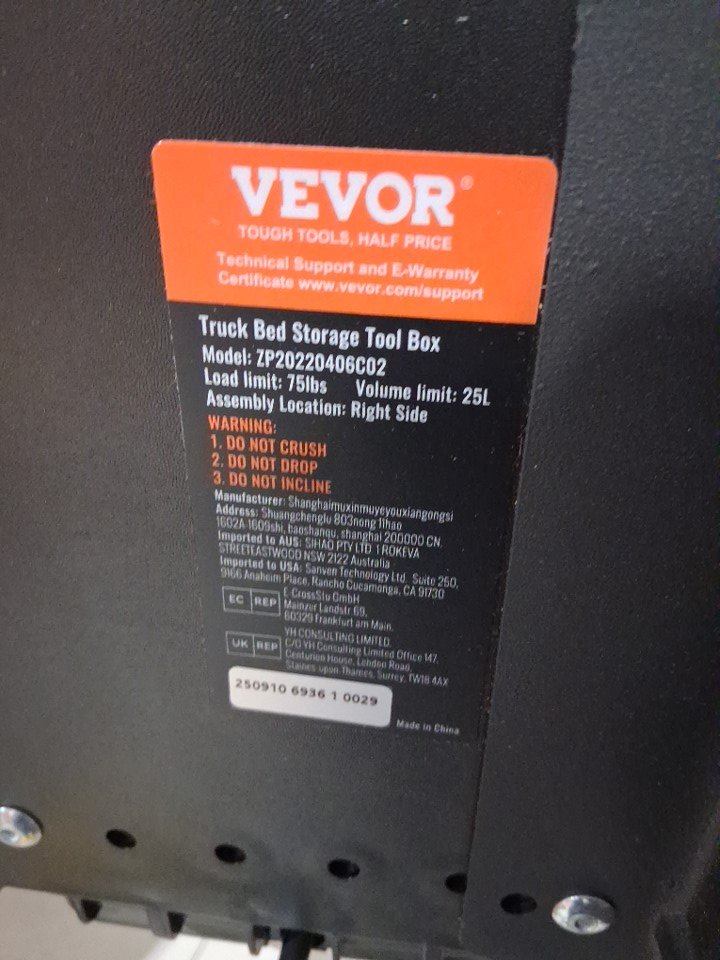 VEVOR®
TOUGH TOOLS, HALF PRICE
Technical Support and E-Warranty
Certificate www.vevor.com/support
Truck Bed Storage Tool Box
Model: ZP20220406C02
Load limit: 75lbs Volume limit: 25L
Assembly Location: Right Side
WARNING:
1. DO NOT CRUSH
2. DO NOT DROP
3. DO NOT INCLINE
Manufacturer: Shanghaimuxinmuyeyouxiangongsi
Address: Shuangchenglu 803nong 11hao
1602A-1609shi, baoshanqu, shanghai 200000 CN.
Imported to AUS: SIHAO PTY LTD 1 ROKEVA
STREETEASTWOOD NSW 2122 Australia
Imported to USA: Sanven Technology Ltd. Suite 250,
9166 Anaheim Place, Rancho Cucamonga, CA 91730
EC REP
E-CrossStu GmbH
Mainzer Landstr 69,
60329 Frankfurt am Main.
UK REP
YH CONSULTING LIMITED.
C/O YH Consulting Limited Office 147,
Centurion House, London Road,
Staines-upon-Thames, Surrey, TW18 4AX
250910 6936 1 0029
Made in China